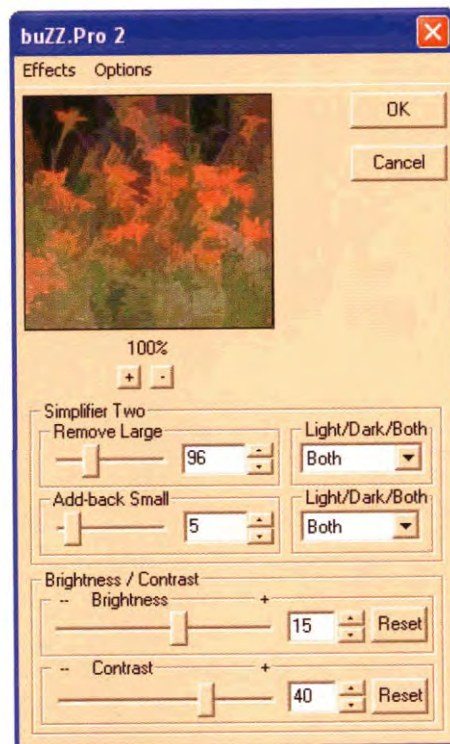 buZZ.Pro 2
Effects Options
OK
Cancel
100%
+ -
Simplifier Two
Remove Large
Light/Dark/Both
96
Both
Add-back Small
Light/Dark/Both
5
Both
Brightness / Contrast
-- Brightness +
15 Reset
-- Contrast +
40 Reset